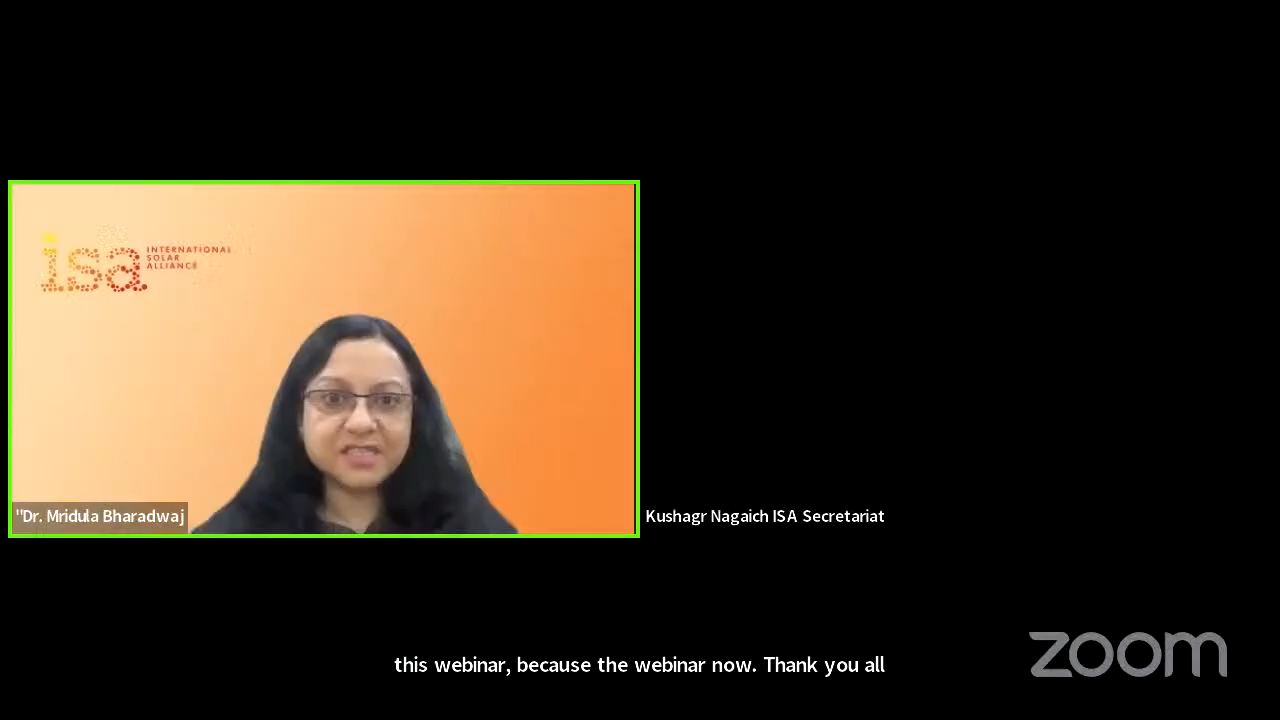 isa INTERNATIONAL
SOLAR
ALLIANCE
"Dr. Mridula Bharadwaj
Kushagr Nagaich ISA Secretariat
this webinar, because the webinar now. Thank you all
zoom